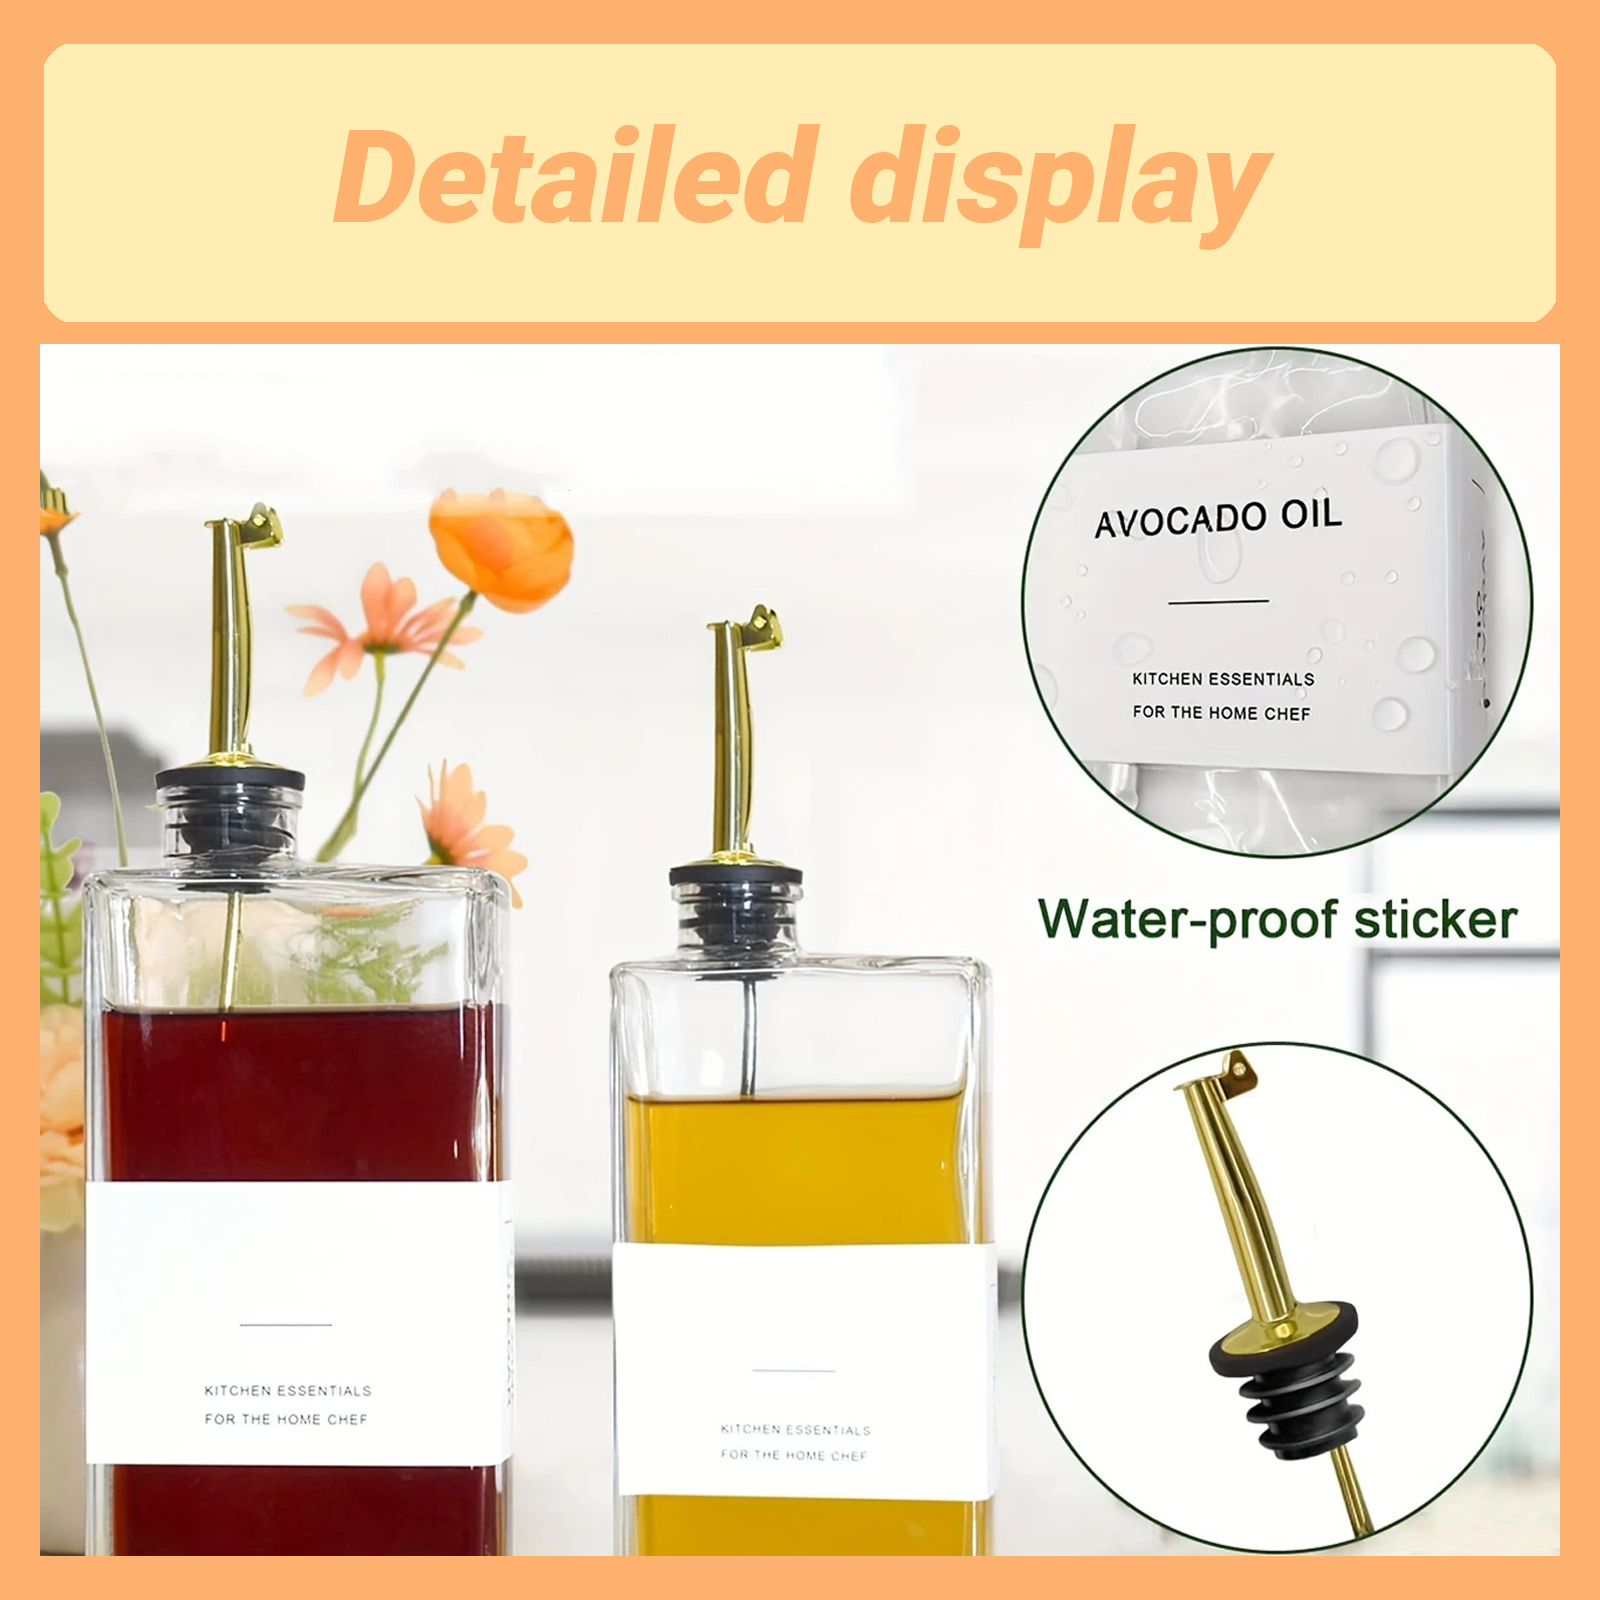 Detailed display
AVOCADO OIL
KITCHEN ESSENTIALS
FOR THE HOME CHEF
Water-proof sticker
KITCHEN ESSENTIALS
FOR THE HOME CHEF
KITCHEN ESSENTIALS
FOR THE HOME CHEF